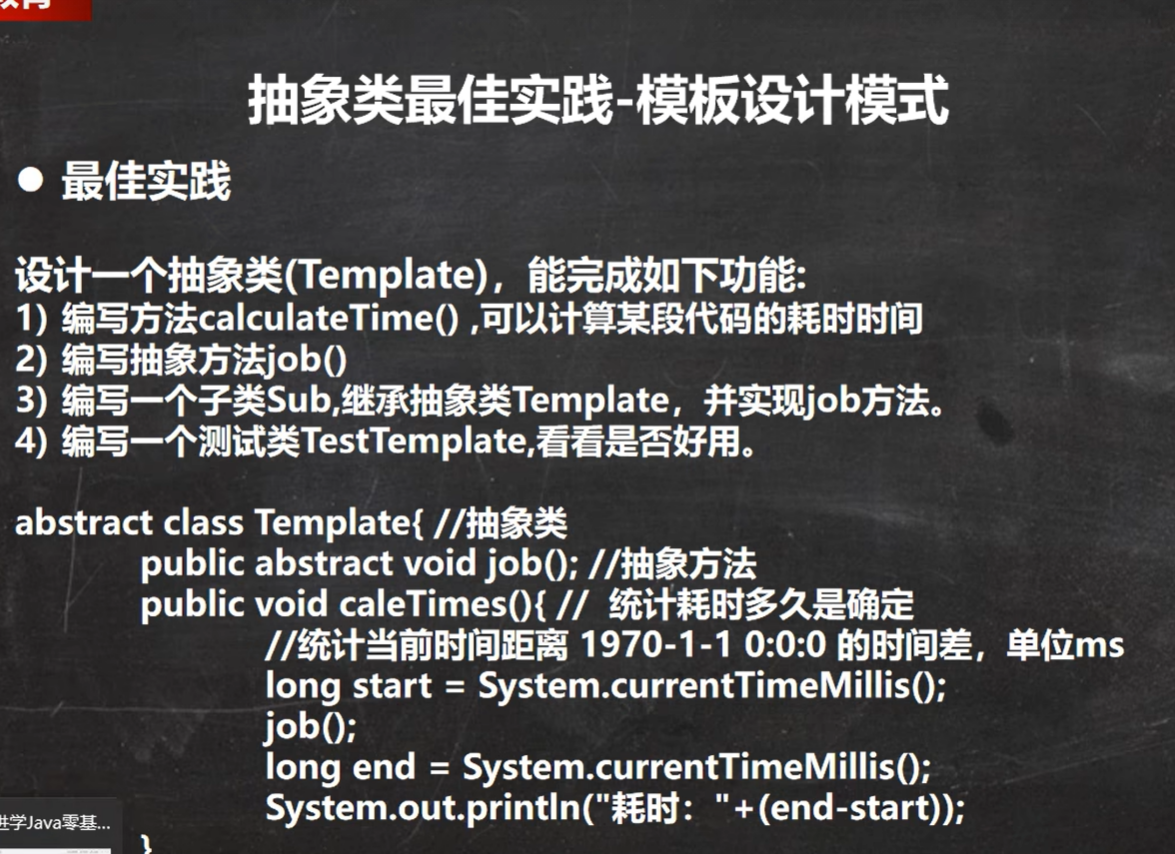 教育
抽象类最佳实践-模板设计模式
● 最佳实践
设计一个抽象类(Template)，能完成如下功能:
1) 编写方法calculateTime() ,可以计算某段代码的耗时时间
2) 编写抽象方法job()
3) 编写一个子类Sub,继承抽象类Template，并实现job方法。
4) 编写一个测试类TestTemplate,看看是否好用。
abstract class Template{ //抽象类
public abstract void job(); //抽象方法
public void caleTimes(){ // 统计耗时多久是确定
//统计当前时间距离 1970-1-1 0:0:0 的时间差，单位ms
long start = System.currentTimeMillis();
job();
long end = System.currentTimeMillis();
System.out.println("耗时："+(end-start));
进学Java零基...
}